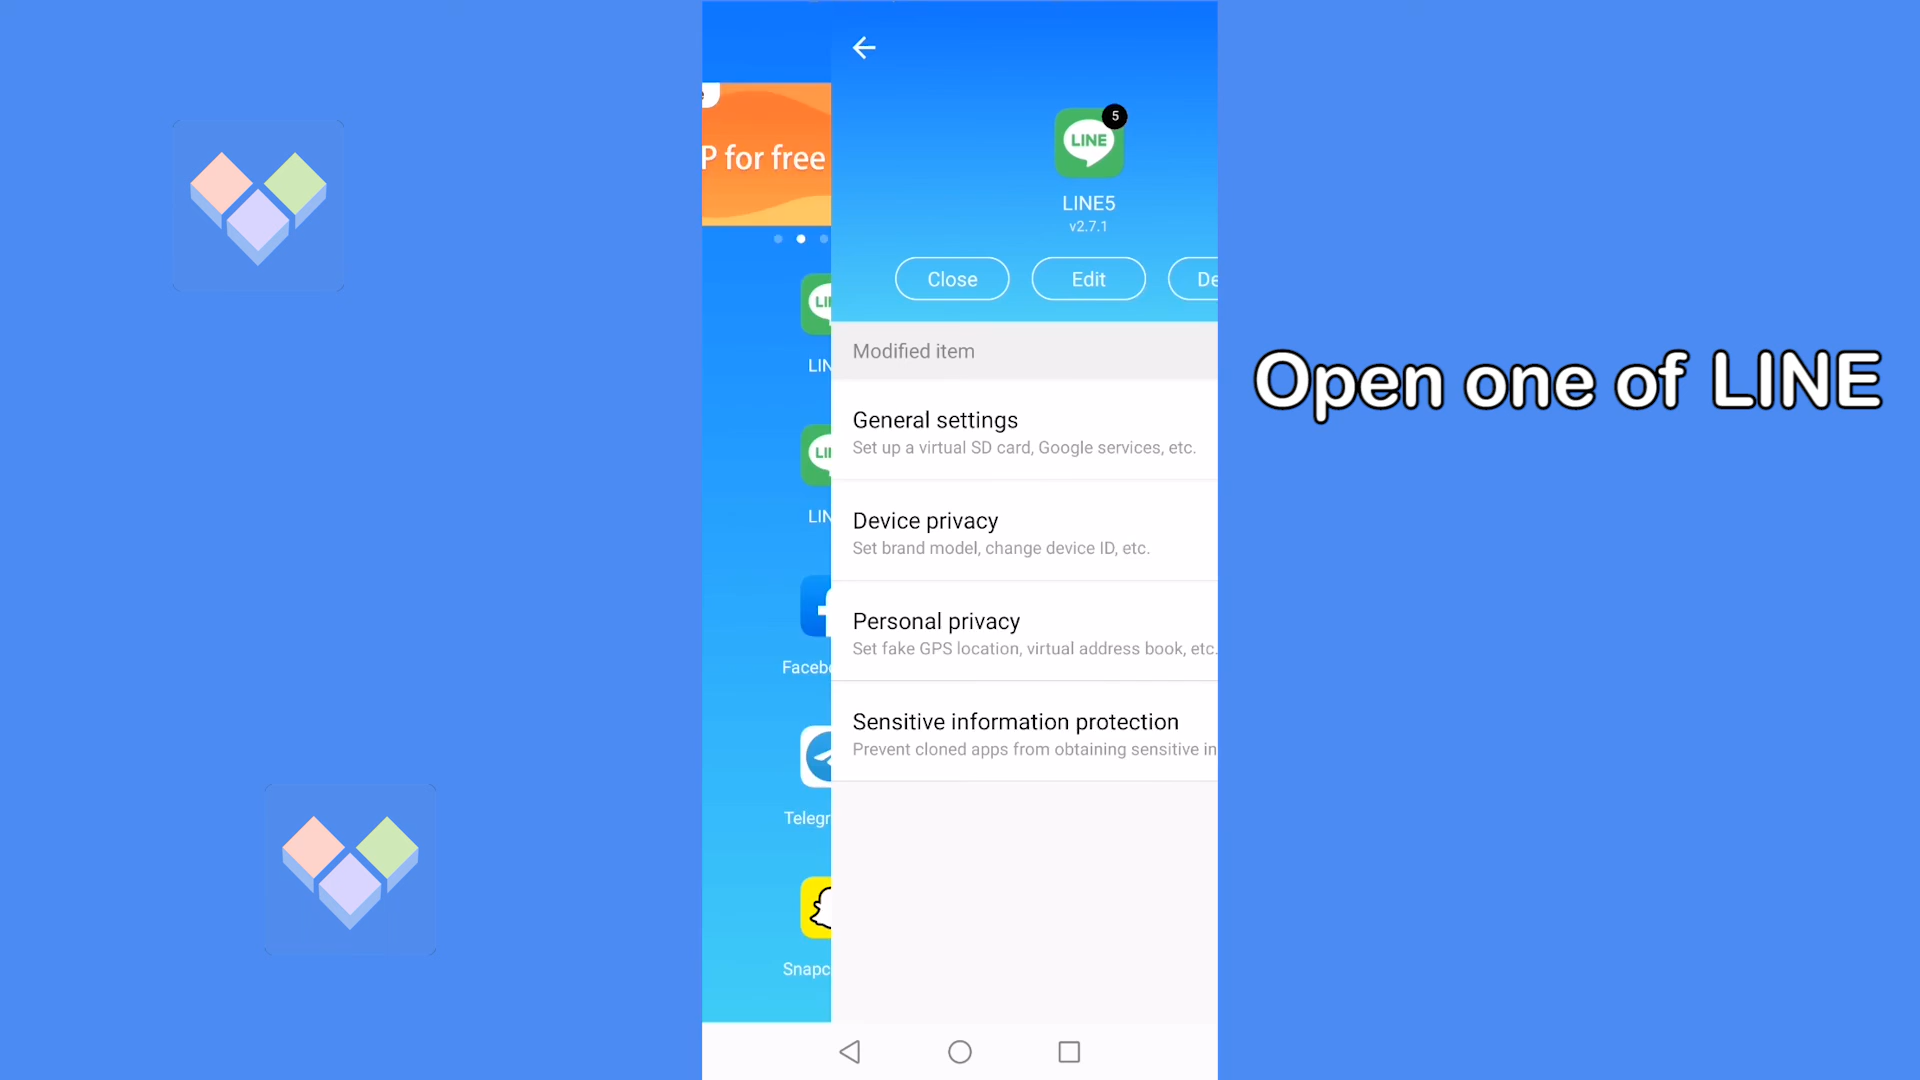 P for free
LINE
5
LINE5
v2.7.1
Close
Edit
De
Modified item
General settings
Set up a virtual SD card, Google services, etc.
Device privacy
Set brand model, change device ID, etc.
Personal privacy
Set fake GPS location, virtual address book, etc.
Sensitive information protection
Prevent cloned apps from obtaining sensitive in
LI
LIN
LI
LIN
Faceb
Telegr
Snapc
Open one of LINE